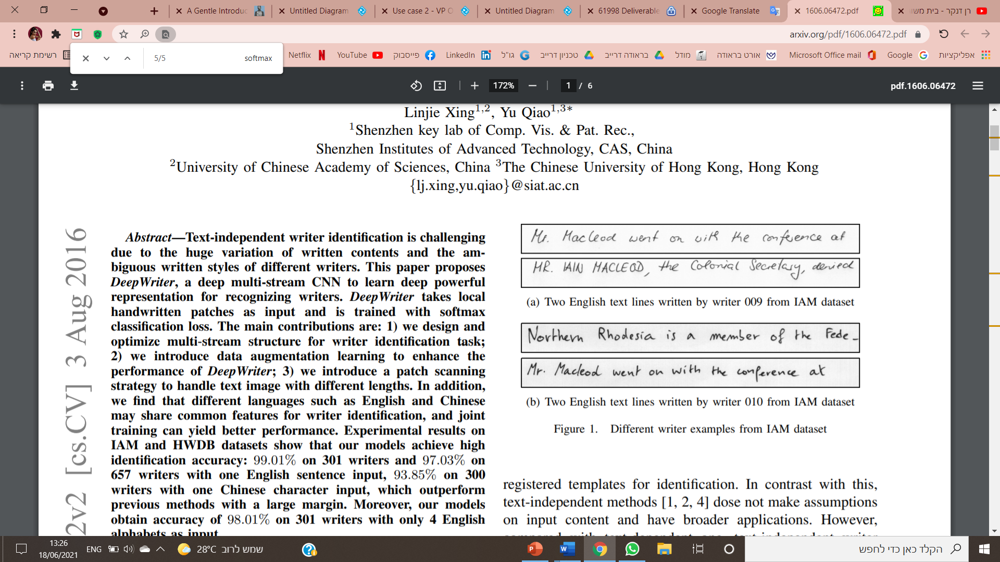 A Gentle Introduc
Untitled Diagram
Use case 2 - VP O
Untitled Diagram
61998 Deliverable
Google Translate
1606.06472.pdf
רן דנקר - בית משו
arxiv.org/pdf/1606.06472.pdf
רשימת קריאה
Netflix
YouTube
פייסבוק
LinkedIn
גו"ל
טכניון דרייב
בראודה דרייב
מודל
אורט בראודה
Microsoft Office mail
Google
אפליקציות
5/5
softmax
172%
1 / 6
pdf.1606.06472
Linjie Xing1,2, Yu Qiao1,3*
1Shenzhen key lab of Comp. Vis. & Pat. Rec.,
Shenzhen Institutes of Advanced Technology, CAS, China
2University of Chinese Academy of Sciences, China 3The Chinese University of Hong Kong, Hong Kong
{lj.xing,yu.qiao}@siat.ac.cn
2v2 [cs.CV] 3 Aug 2016
Abstract—Text-independent writer identification is challenging
due to the huge variation of written contents and the am-
biguous written styles of different writers. This paper proposes
DeepWriter, a deep multi-stream CNN to learn deep powerful
representation for recognizing writers. DeepWriter takes local
handwritten patches as input and is trained with softmax
classification loss. The main contributions are: 1) we design and
optimize multi-stream structure for writer identification task;
2) we introduce data augmentation learning to enhance the
performance of DeepWriter; 3) we introduce a patch scanning
strategy to handle text image with different lengths. In addition,
we find that different languages such as English and Chinese
may share common features for writer identification, and joint
training can yield better performance. Experimental results on
IAM and HWDB datasets show that our models achieve high
identification accuracy: 99.01% on 301 writers and 97.03% on
657 writers with one English sentence input, 93.85% on 300
writers with one Chinese character input, which outperform
previous methods with a large margin. Moreover, our models
obtain accuracy of 98.01% on 301 writers with only 4 English
alphabets as input.
Mr. Macleod went on with the conference at
MR. IAIN MACLEOD, the Colonial Secretary, denied
(a) Two English text lines written by writer 009 from IAM dataset
Northern Rhodesia is a member of the Fede-
Mr. Macleod went on with the conference at
(b) Two English text lines written by writer 010 from IAM dataset
Figure 1. Different writer examples from IAM dataset
registered templates for identification. In contrast with this,
text-independent methods [1, 2, 4] dose not make assumptions
on input content and have broader applications. However,
compared with text-dependent one, text-independent writer
13:26
18/06/2021
ENG
28°C שמש לרוב
הקלד כאן כדי לחפש